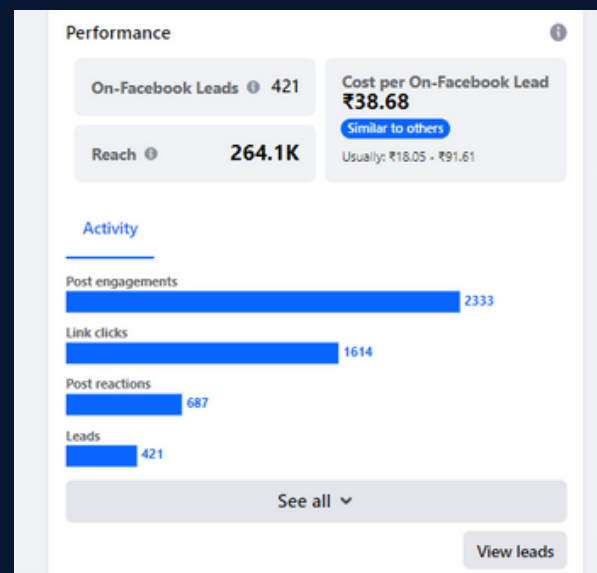 Performance
On-Facebook Leads 421
Cost per On-Facebook Lead
₹38.68
Similar to others
Usually: ₹18.05 - ₹91.61
Reach 264.1K
Activity
Post engagements
2333
Link clicks
1614
Post reactions
687
Leads
421
See all
View leads